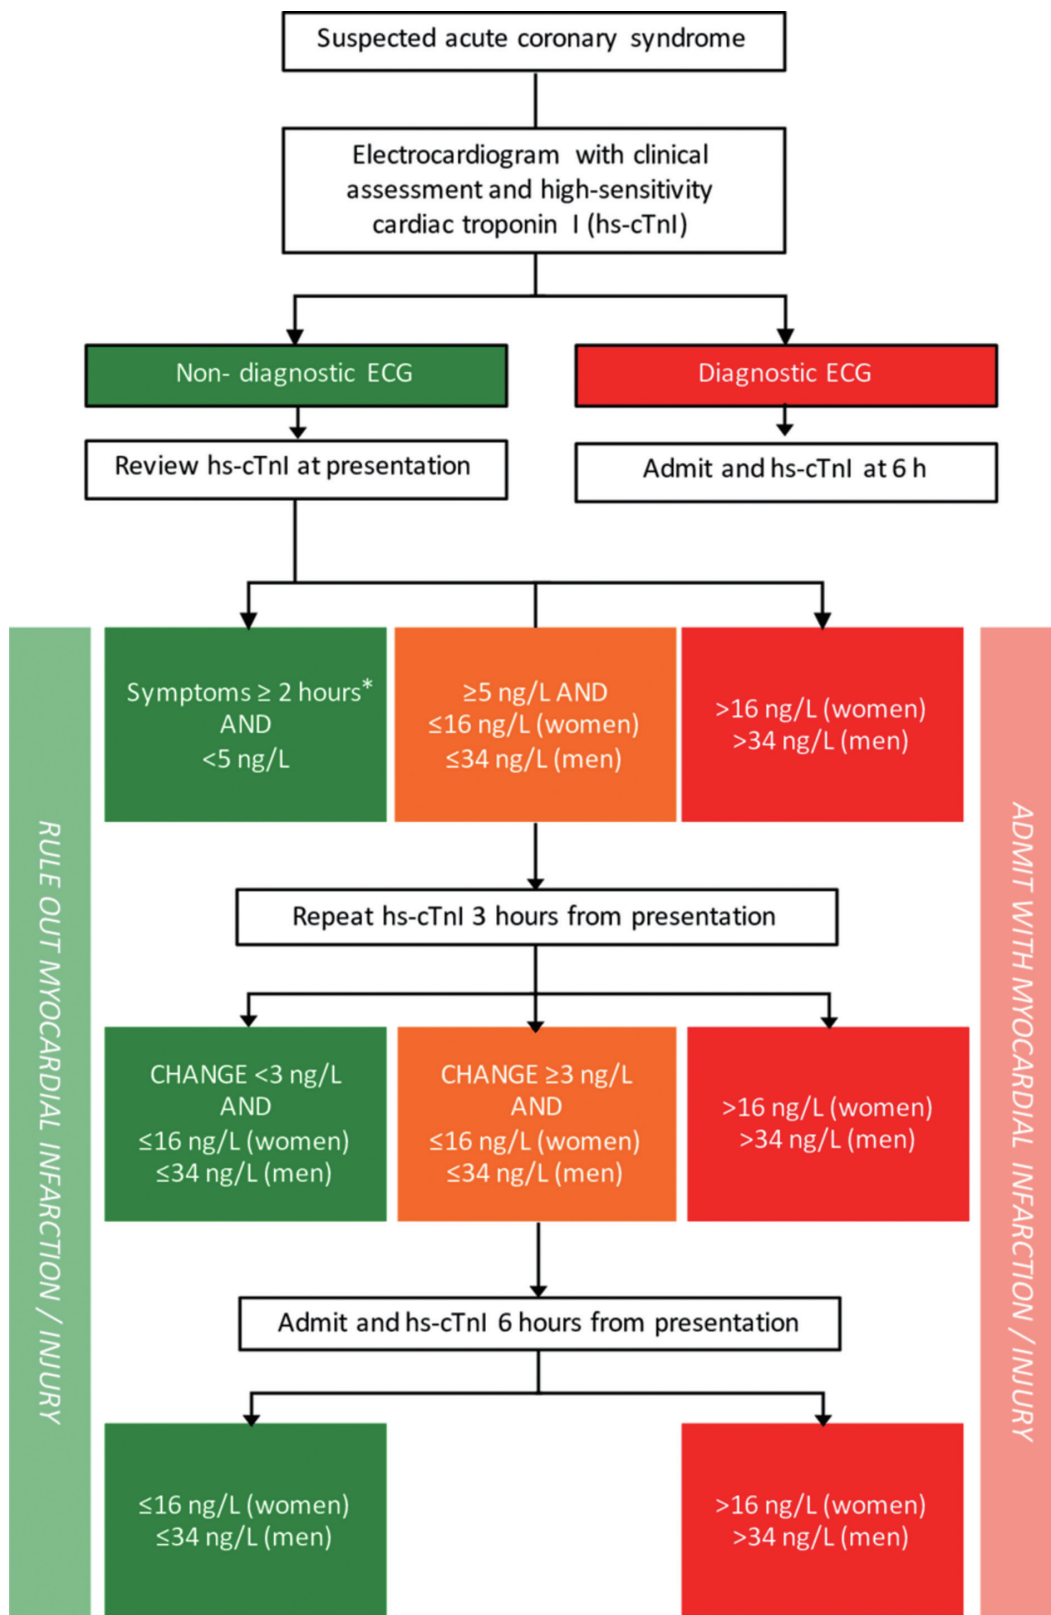 Suspected acute coronary syndrome
Electrocardiogram with clinical
assessment and high-sensitivity
cardiac troponin I (hs-cTnI)
Non- diagnostic ECG
Diagnostic ECG
Review hs-cTnI at presentation
Admit and hs-cTnI at 6 h
RULE OUT MYOCARDIAL INFARCTION / INJURY
Symptoms ≥ 2 hours*
AND
<5 ng/L
≥5 ng/L AND
≤16 ng/L (women)
≤34 ng/L (men)
>16 ng/L (women)
>34 ng/L (men)
ADMIT WITH MYOCARDIAL INFARCTION / INJURY
Repeat hs-cTnI 3 hours from presentation
CHANGE <3 ng/L
AND
≤16 ng/L (women)
≤34 ng/L (men)
CHANGE ≥3 ng/L
AND
≤16 ng/L (women)
≤34 ng/L (men)
>16 ng/L (women)
>34 ng/L (men)
Admit and hs-cTnI 6 hours from presentation
≤16 ng/L (women)
≤34 ng/L (men)
>16 ng/L (women)
>34 ng/L (men)